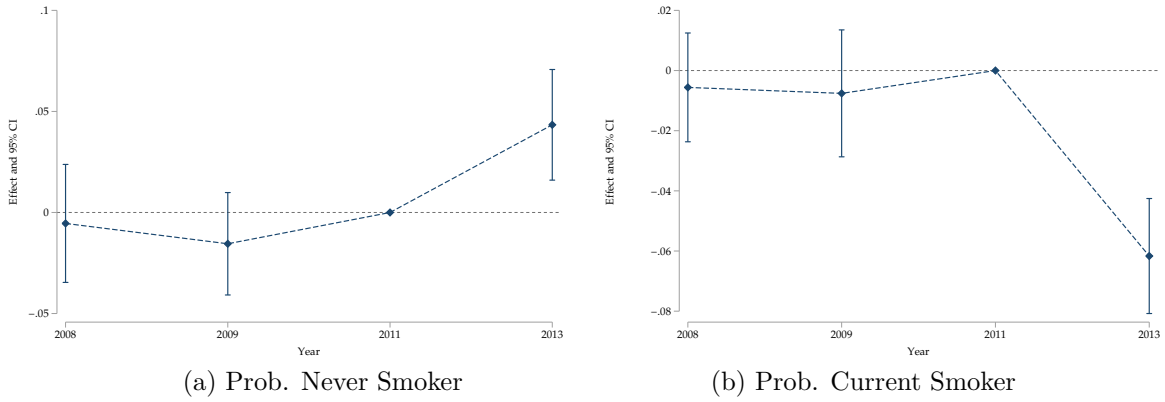 .1
.05
0
-.05
Effect and 95% CI
2008 2009 2011 2013
Year
(a) Prob. Never Smoker
.02
0
-.02
-.04
-.06
-.08
Effect and 95% CI
2008 2009 2011 2013
Year
(b) Prob. Current Smoker